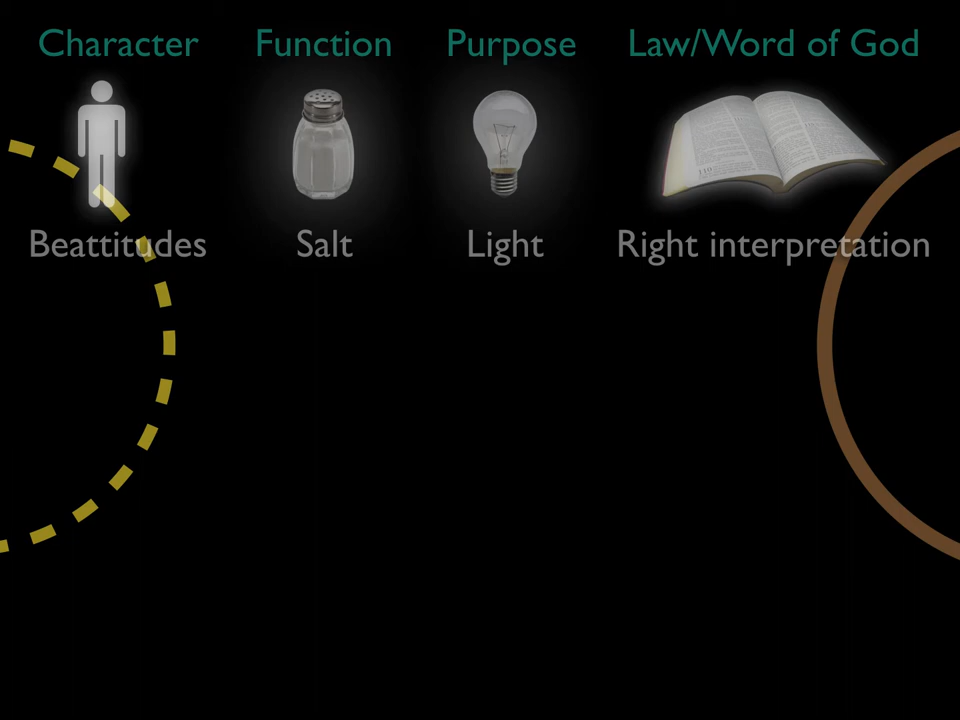 Character Function Purpose Law/Word of God
Beattitudes Salt Light Right interpretation